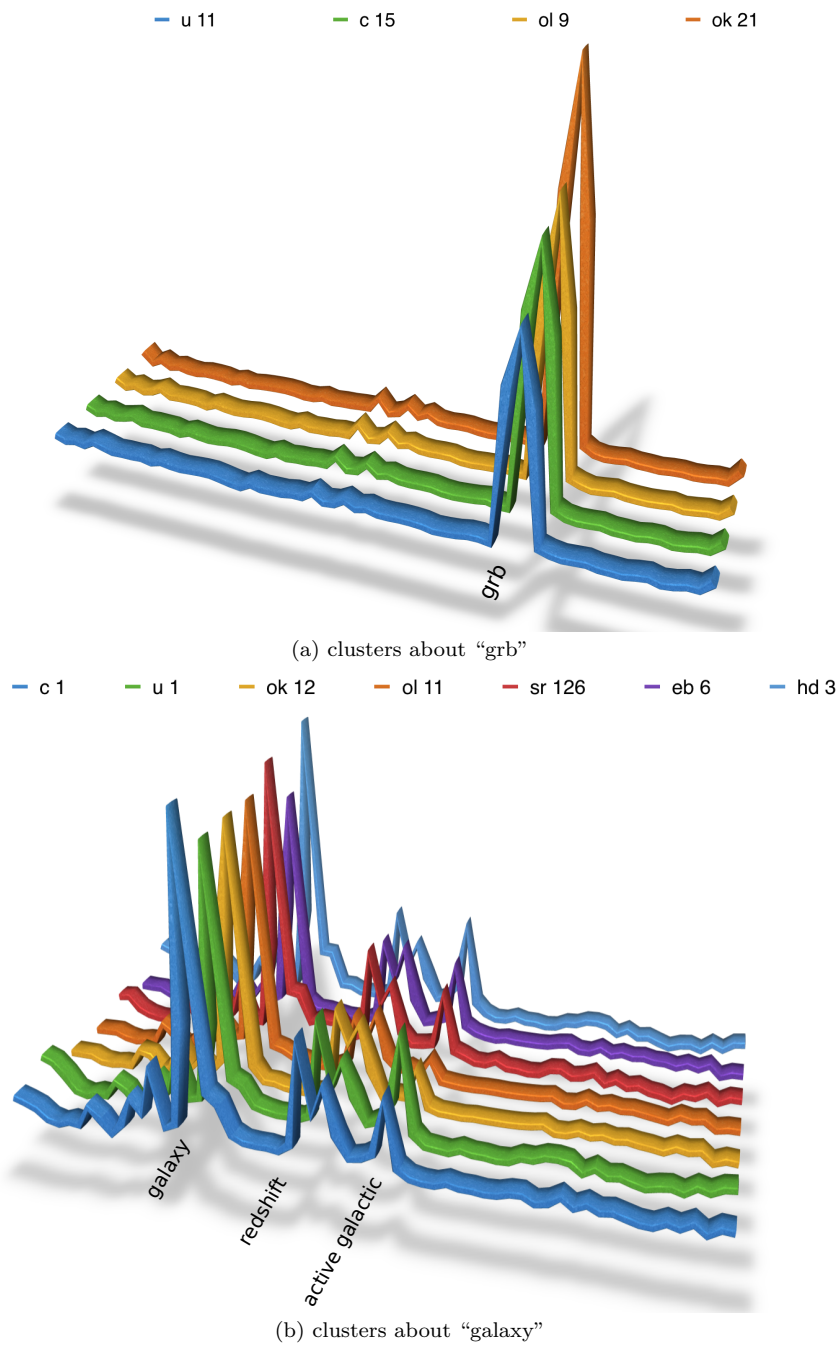 u 11 c 15 ol 9 ok 21
grb
(a) clusters about “grb”
c 1 u 1 ok 12 ol 11 sr 126 eb 6 hd 3
galaxy
redshift
active galactic
(b) clusters about “galaxy”